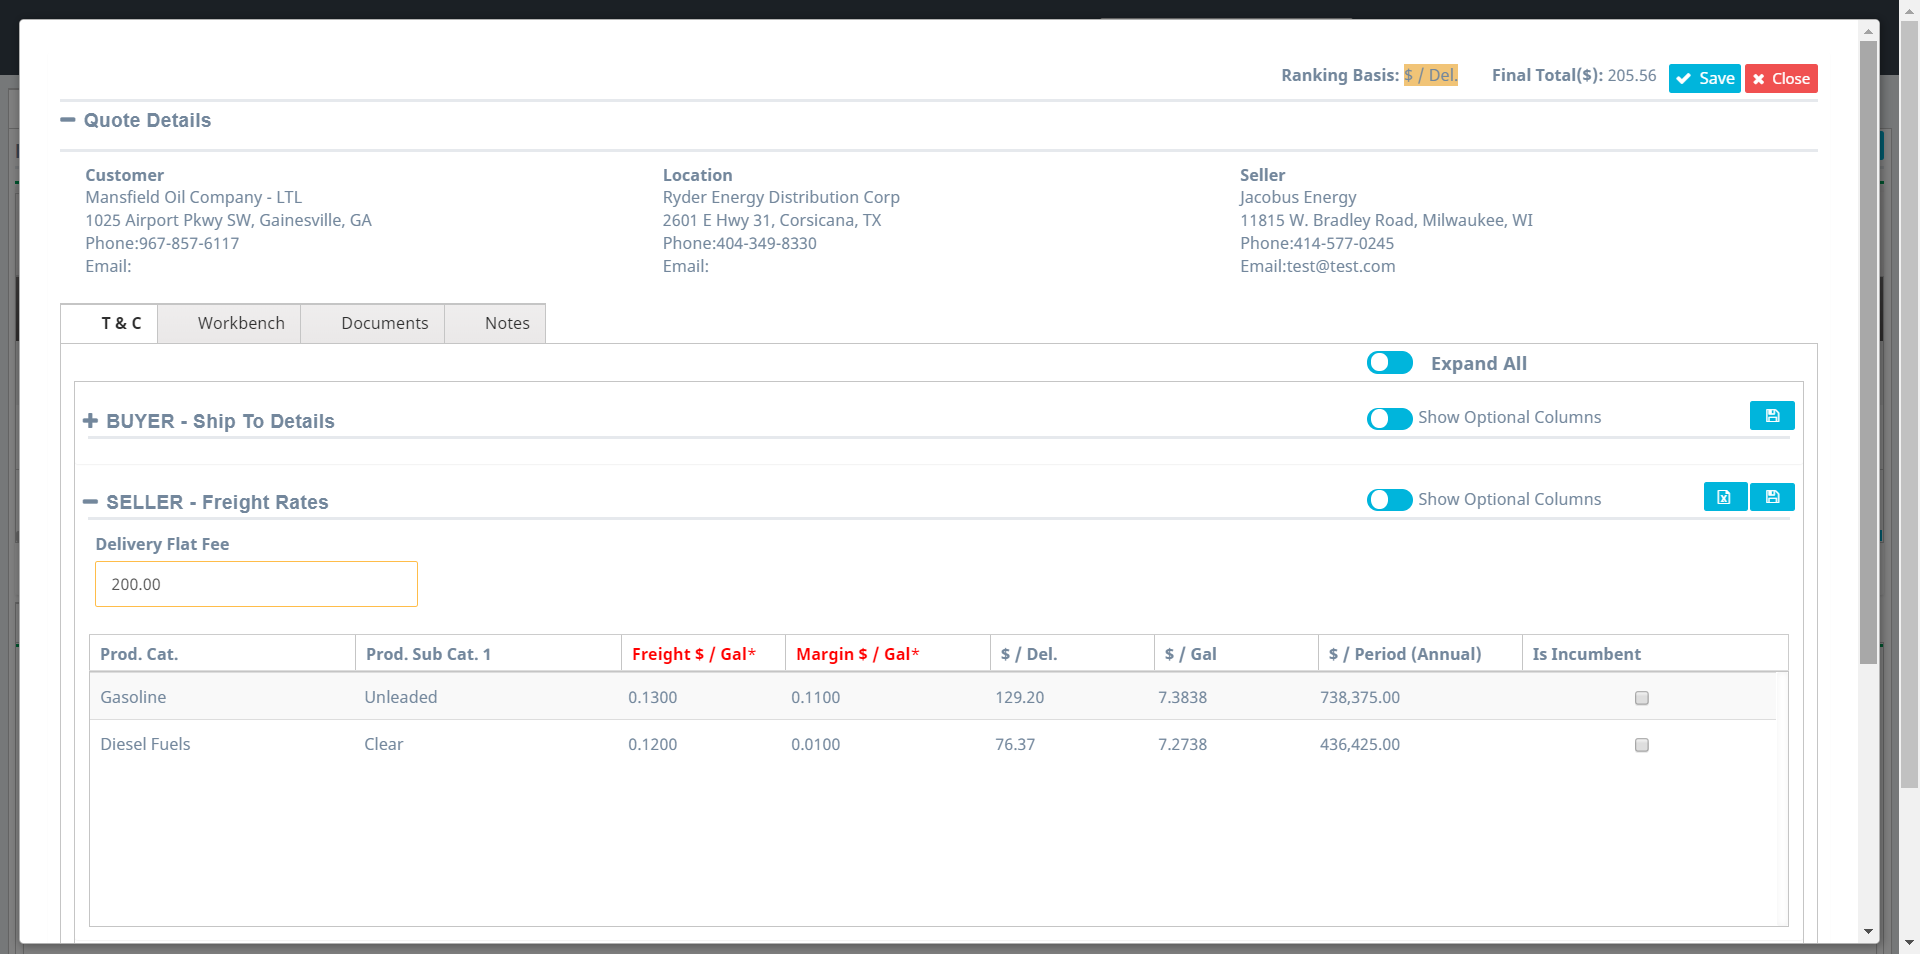 Ranking Basis: $ / Del. Final Total($): 205.56 Save Close
Quote Details
Customer
Mansfield Oil Company - LTL
1025 Airport Pkwy SW, Gainesville, GA
Phone:967-857-6117
Email:
Location
Ryder Energy Distribution Corp
2601 E Hwy 31, Corsicana, TX
Phone:404-349-8330
Email:
Seller
Jacobus Energy
11815 W. Bradley Road, Milwaukee, WI
Phone:414-577-0245
Email:test@test.com
T & C Workbench Documents Notes
Expand All
BUYER - Ship To Details Show Optional Columns
SELLER - Freight Rates Show Optional Columns
Delivery Flat Fee
200.00
Prod. Cat. Prod. Sub Cat. 1 Freight $ / Gal* Margin $ / Gal* $ / Del. $ / Gal $ / Period (Annual) Is Incumbent
Gasoline Unleaded 0.1300 0.1100 129.20 7.3838 738,375.00
Diesel Fuels Clear 0.1200 0.0100 76.37 7.2738 436,425.00